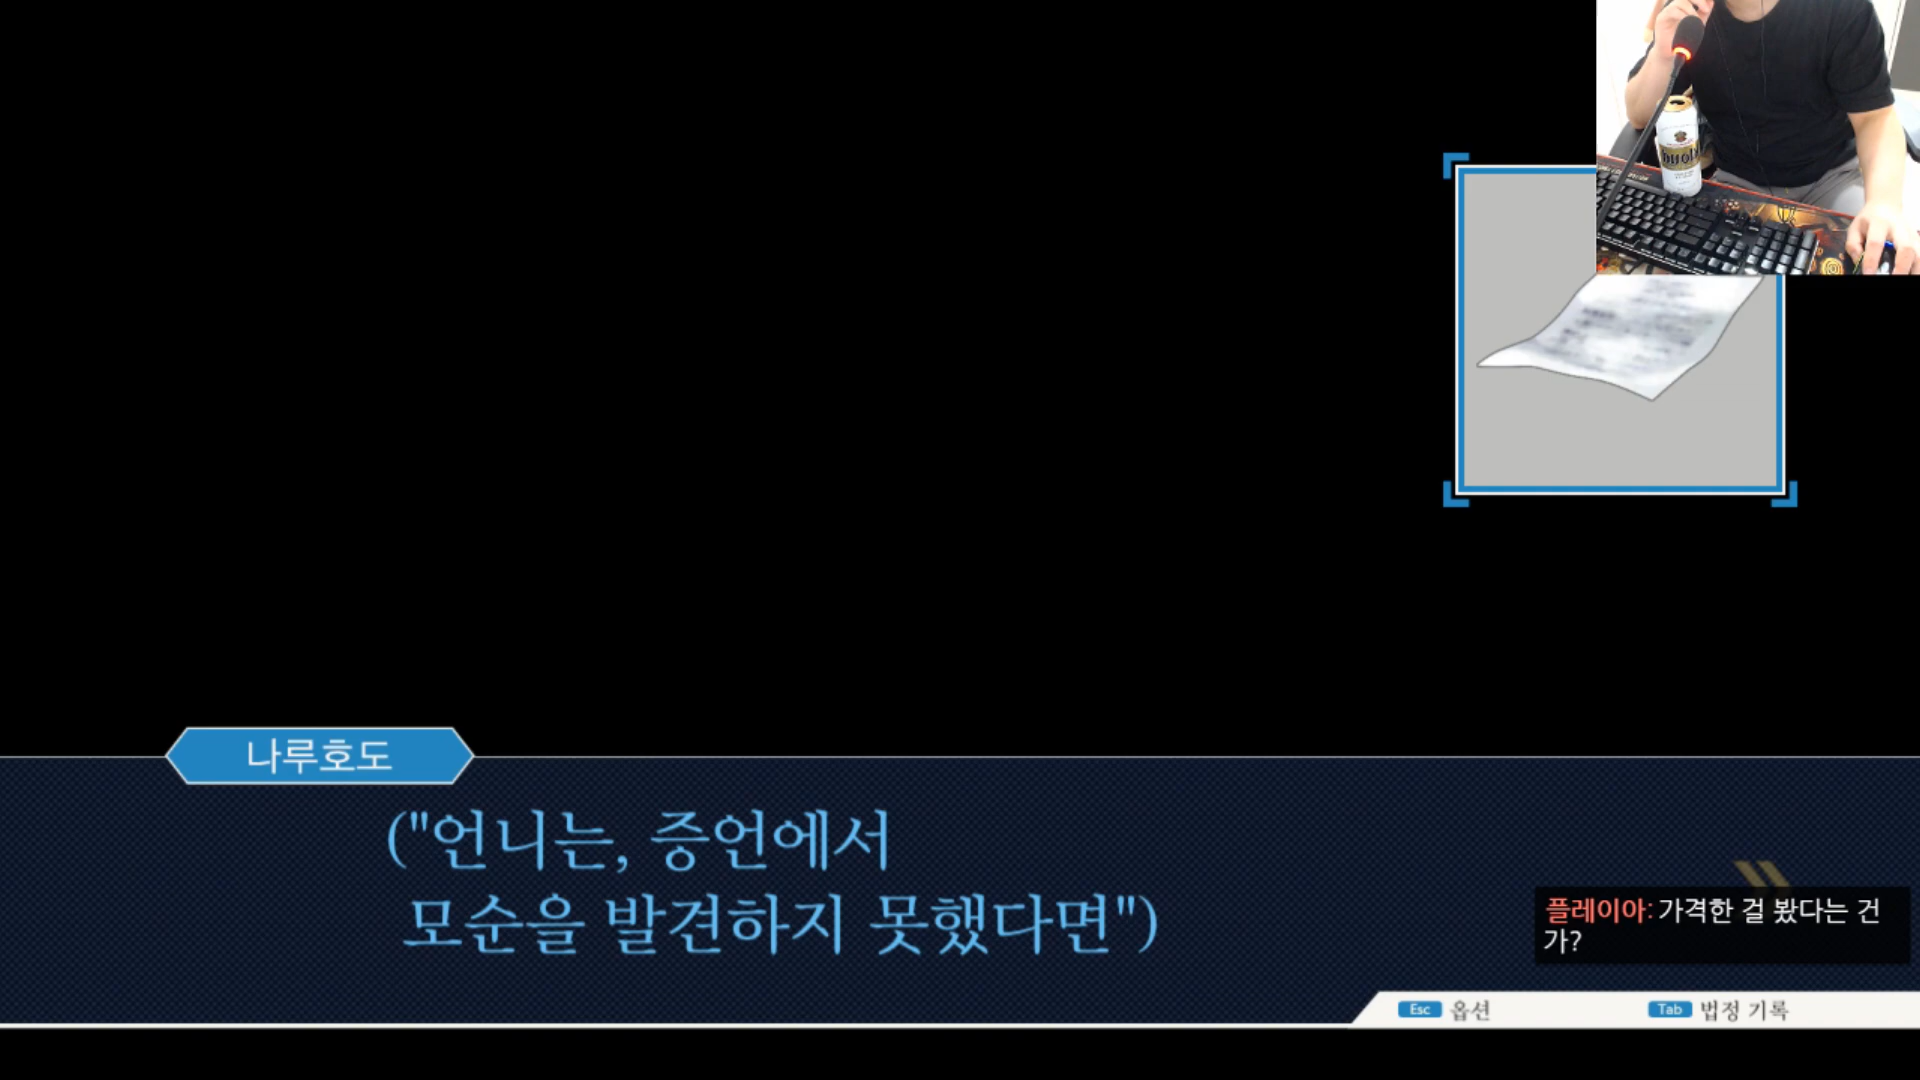 나루호도
("언니는, 증언에서
모순을 발견하지 못했다면")
플레이아: 가격한 걸 봤다는 건
가?
Esc 옵션
Tab 법정 기록